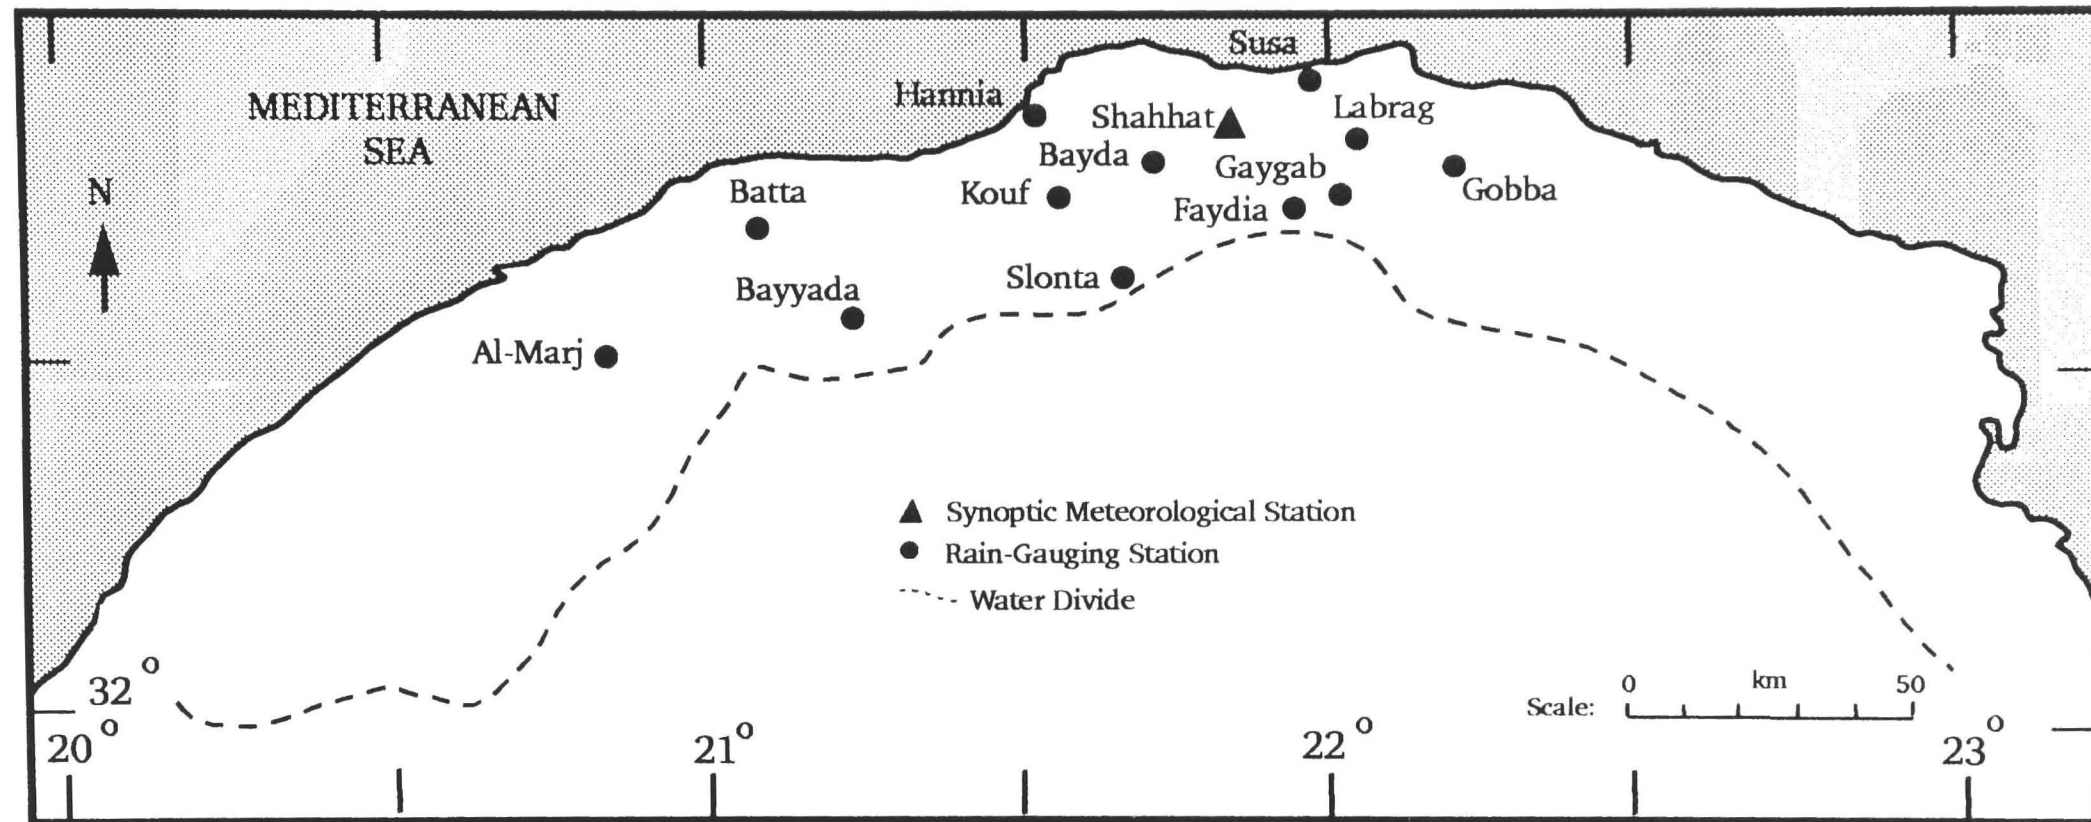 Susa
Hannia
MEDITERRANEAN
SEA
Shahhat
Labrag
Bayda
Gaygab
N
Batta
Kouf
Gobba
Faydia
Slonta
Bayyada
Al-Marj
Synoptic Meteorological Station
Rain-Gauging Station
Water Divide
32°
Scale: 0 km 50
20° 21° 22° 23°